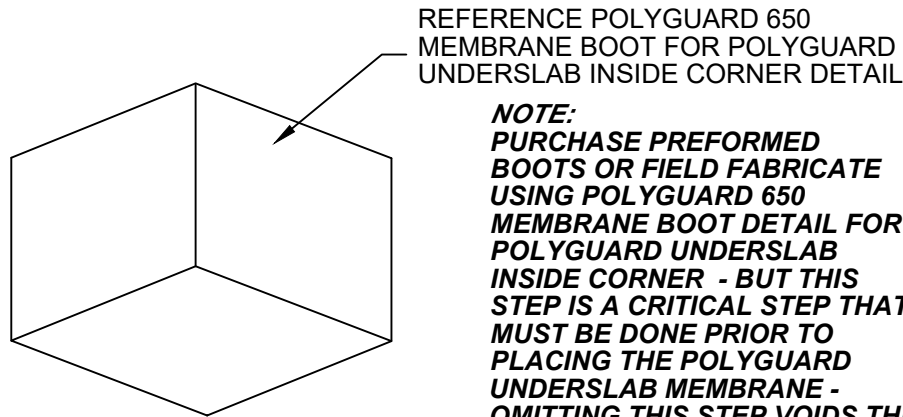 REFERENCE POLYGUARD 650
MEMBRANE BOOT FOR POLYGUARD
UNDERSLAB INSIDE CORNER DETAIL
NOTE:
PURCHASE PREFORMED
BOOTS OR FIELD FABRICATE
USING POLYGUARD 650
MEMBRANE BOOT DETAIL FOR
POLYGUARD UNDERSLAB
INSIDE CORNER - BUT THIS
STEP IS A CRITICAL STEP THAT
MUST BE DONE PRIOR TO
PLACING THE POLYGUARD
UNDERSLAB MEMBRANE -
OMITTING THIS STEP VOIDS TH